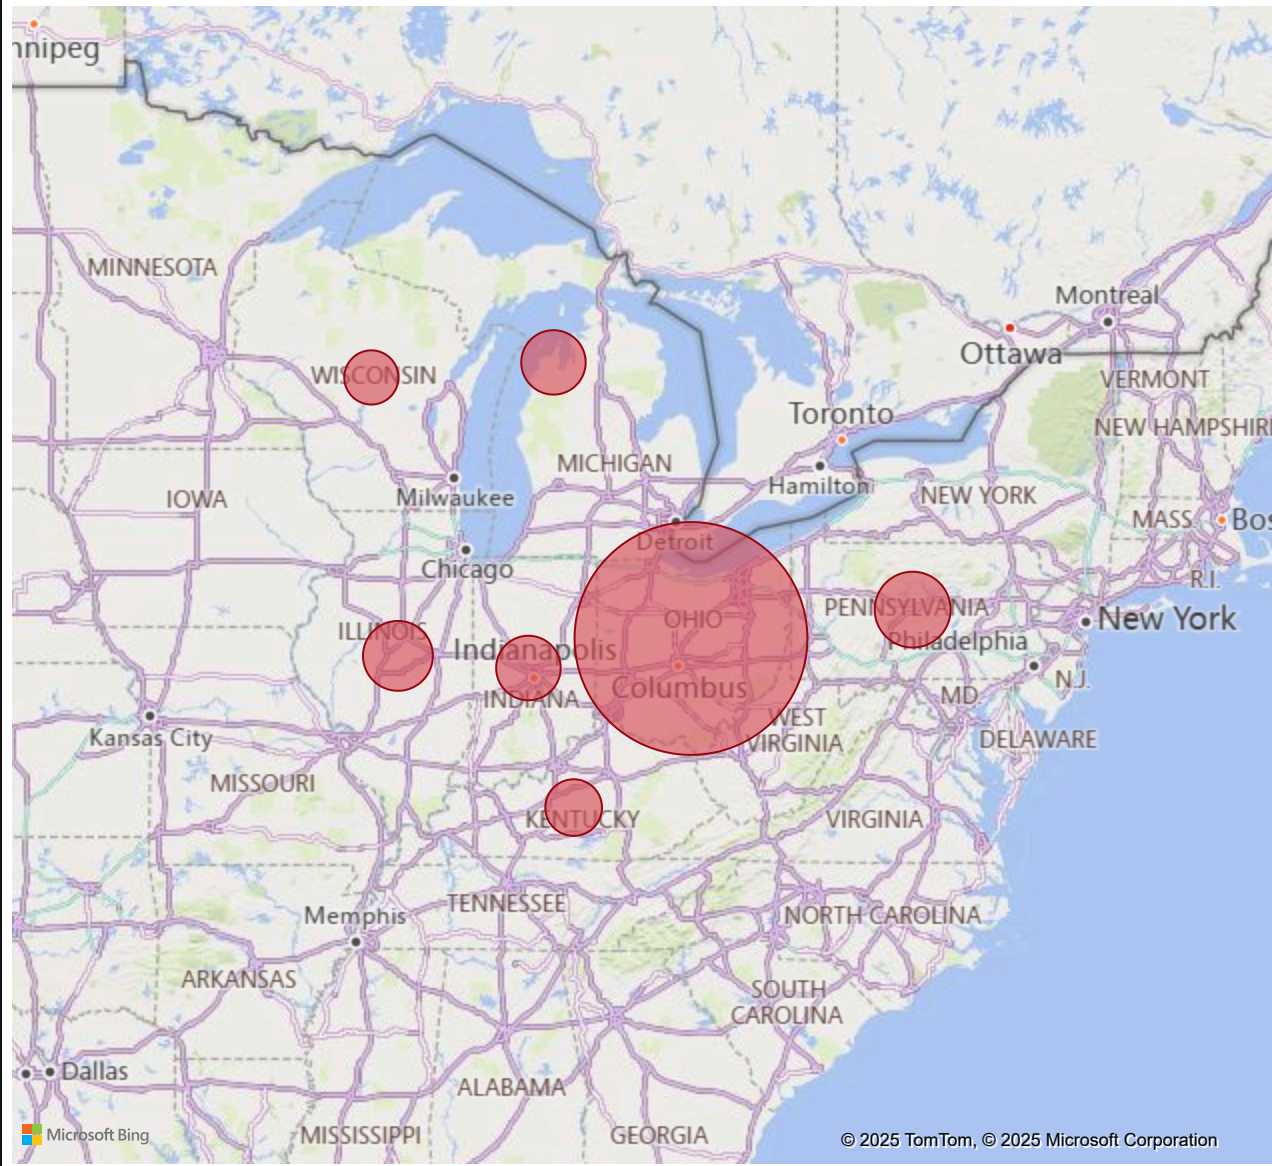 nnipeg
MINNESOTA
Montreal
Ottawa
WISCONSIN
VERMONT
Toronto
NEW HAMPSHIR
MICHIGAN
Hamilton
NEW YORK
Milwaukee
IOWA
MASS.
Bos
Detroit
Chicago
R.I.
PENNSYLVANIA
New York
OHIO
ILLINOIS
Indianapolis
Philadelphia
N.J.
Columbus
INDIANA
MD.
WEST
VIRGINIA
DELAWARE
Kansas City
MISSOURI
KENTUCKY
VIRGINIA
TENNESSEE
Memphis
NORTH CAROLINA
ARKANSAS
SOUTH
CAROLINA
Dallas
ALABAMA
MISSISSIPPI
GEORGIA
Microsoft Bing
© 2025 TomTom, © 2025 Microsoft Corporation